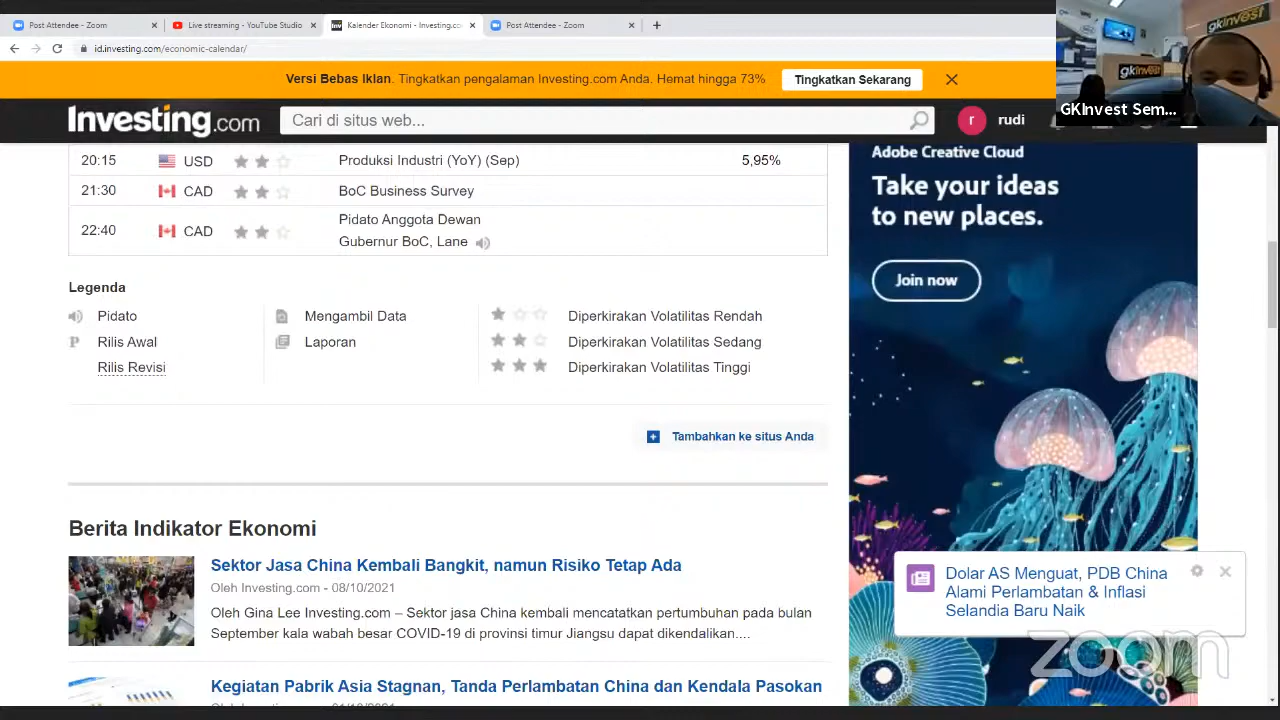 Post Attendee - Zoom
Live streaming - YouTube Studio
Kalender Ekonomi - Investing.co
Post Attendee - Zoom
id.investing.com/economic-calendar/
gkinvest
gkinvest
GKInvest Sem...
Versi Bebas Iklan. Tingkatkan pengalaman Investing.com Anda. Hemat hingga 73%
Tingkatkan Sekarang
Investing.com
Cari di situs web...
r
rudi
20:15 USD Produksi Industri (YoY) (Sep) 5,95%
21:30 CAD BoC Business Survey
22:40 CAD Pidato Anggota Dewan
Gubernur BoC, Lane
Legenda
Pidato Mengambil Data Diperkirakan Volatilitas Rendah
P Rilis Awal Laporan Diperkirakan Volatilitas Sedang
Rilis Revisi Diperkirakan Volatilitas Tinggi
Tambahkan ke situs Anda
Berita Indikator Ekonomi
Sektor Jasa China Kembali Bangkit, namun Risiko Tetap Ada
Oleh Investing.com - 08/10/2021
Oleh Gina Lee Investing.com – Sektor jasa China kembali mencatatkan pertumbuhan pada bulan
September kala wabah besar COVID-19 di provinsi timur Jiangsu dapat dikendalikan....
Kegiatan Pabrik Asia Stagnan, Tanda Perlambatan China dan Kendala Pasokan
Adobe Creative Cloud
Take your ideas
to new places.
Join now
Dolar AS Menguat, PDB China
Alami Perlambatan & Inflasi
Selandia Baru Naik
zoom